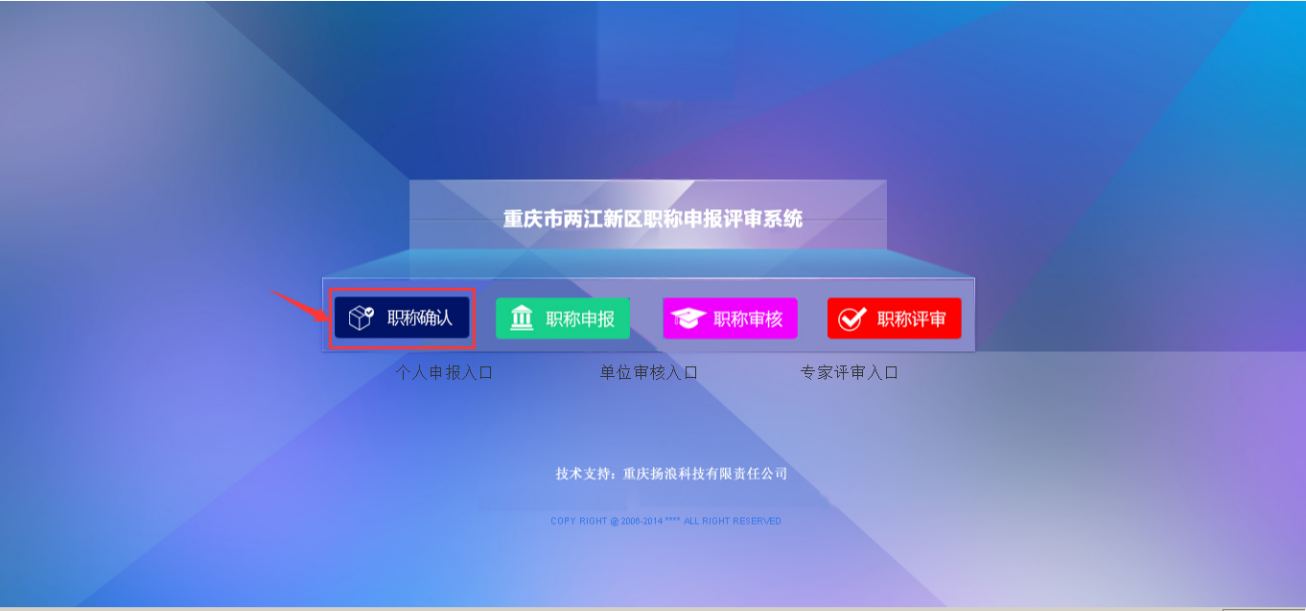 重庆市两江新区职称申报评审系统
职称确认 职称申报 职称审核 职称评审
个人申报入口 单位审核入口 专家评审入口
技术支持：重庆扬浪科技有限责任公司
COPY RIGHT @ 2006-2014 **** ALL RIGHT RESERVED